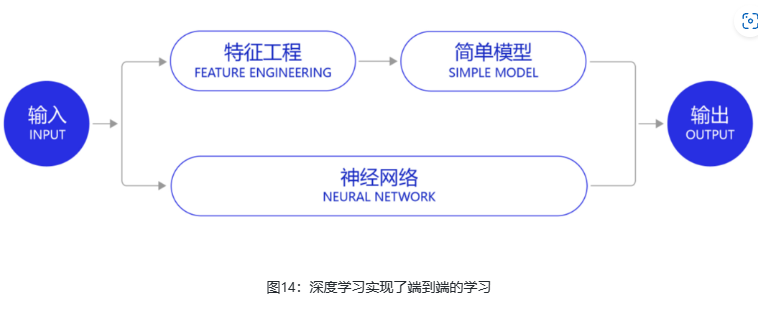 输入
INPUT
特征工程
FEATURE ENGINEERING
简单模型
SIMPLE MODEL
神经网络
NEURAL NETWORK
输出
OUTPUT
图14：深度学习实现了端到端的学习